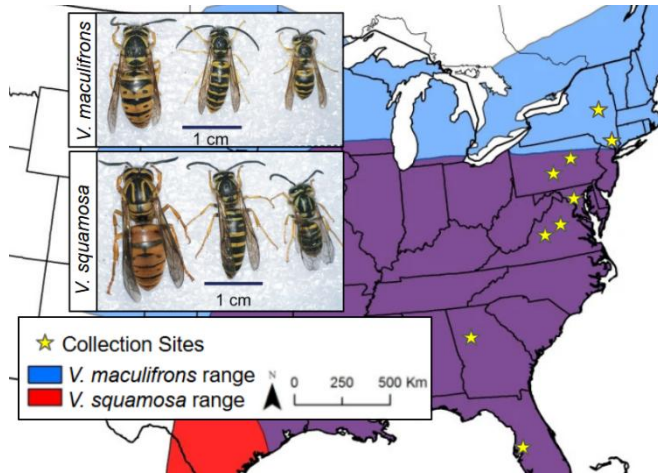 V. maculifrons
1 cm
V. squamosa
1 cm
Collection Sites
V. maculifrons range
V. squamosa range
N
0 250 500 Km